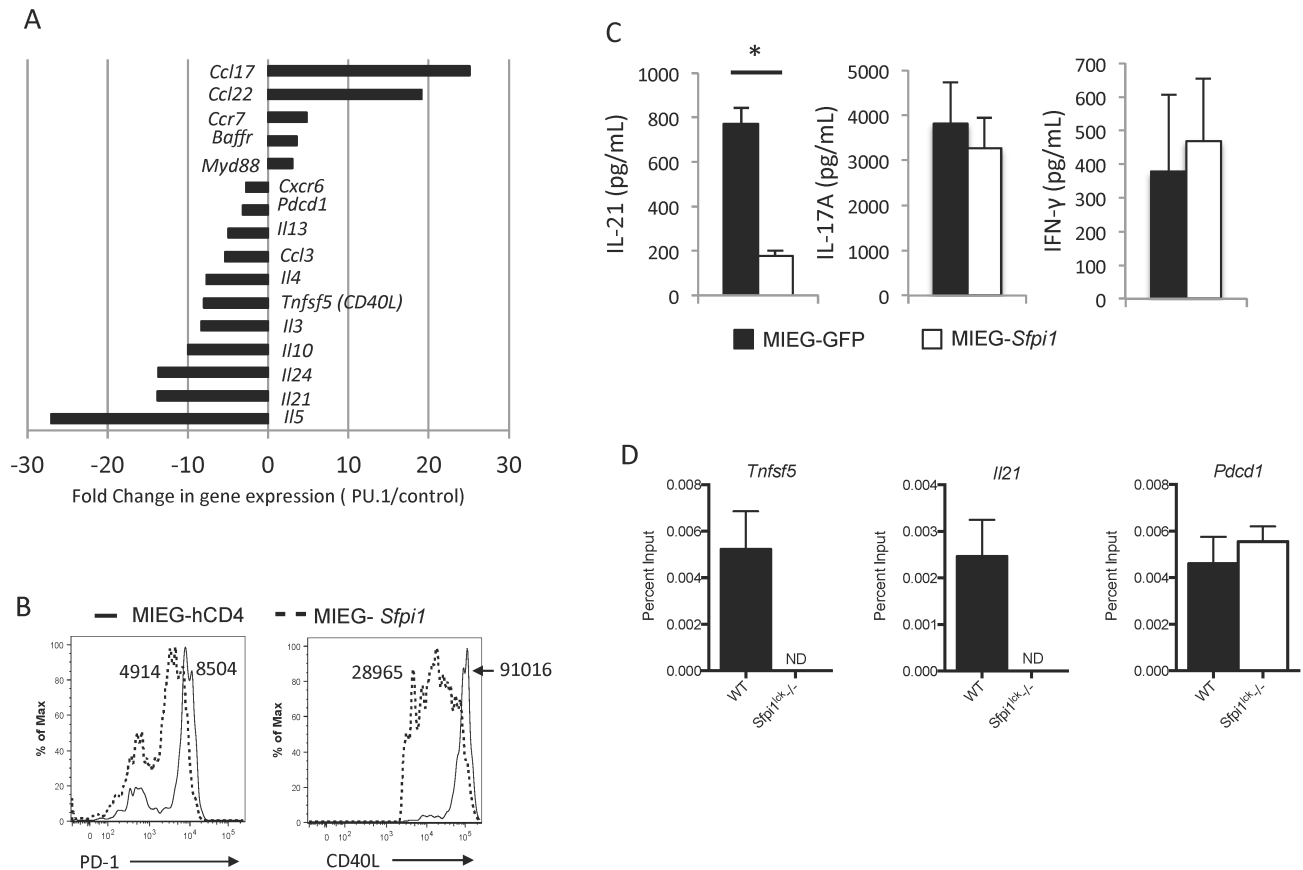 A
Ccl17
Ccl22
Ccr7
Baffr
Myd88
Cxcr6
Pdcd1
Il13
Ccl3
Il4
Tnfsf5 (CD40L)
Il3
Il10
Il24
Il21
Il5
-30 -20 -10 0 10 20 30
Fold Change in gene expression ( PU.1/control)
B
MIEG-hCD4 MIEG- Sfpi1
% of Max
100
80
60
40
20
0
4914 8504
0 10² 10³ 10⁴ 10⁵
PD-1
% of Max
100
80
60
40
20
0
28965 91016
0 10² 10³ 10⁴ 10⁵
CD40L
C
*
IL-21 (pg/mL)
1000
800
600
400
200
0
IL-17A (pg/mL)
5000
4000
3000
2000
1000
0
IFN-γ (pg/mL)
700
600
500
400
300
200
100
0
MIEG-GFP MIEG-Sfpi1
D
Tnfsf5
Percent Input
0.008
0.006
0.004
0.002
0.000
ND
WT Sfpi1lck-/-
Il21
Percent Input
0.004
0.003
0.002
0.001
0.000
ND
WT Sfpi1lck-/-
Pdcd1
Percent Input
0.008
0.006
0.004
0.002
0.000
WT Sfpi1lck-/-